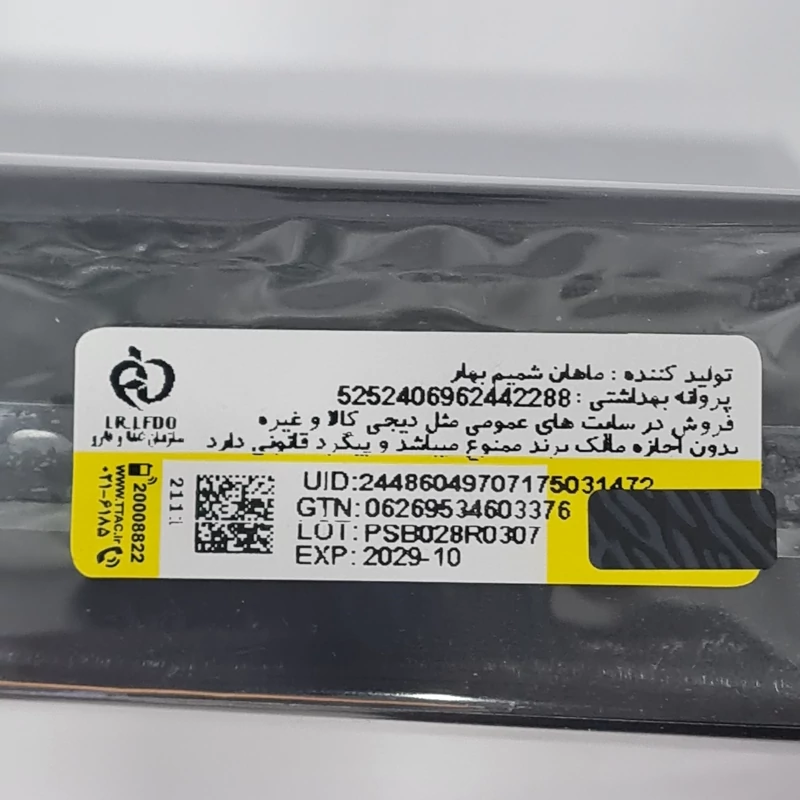 تولید کننده : ماهان شمیم بهار
پروانه بهداشتی : 5252406962442288
فروش در سایت های عمومی مثل دیجی کالا و غیره
بدون اجازه مالک برند ممنوع میباشد و پیگرد قانونی دارد
IR.I.FDO
سازمان غذا و دارو
UID:24486049707175031472
GTN:06269534603376
LOT:PSB028R0307
EXP:2029-10
20008822
www.TTAC.ir
۰۲۱-۶۱۸۵